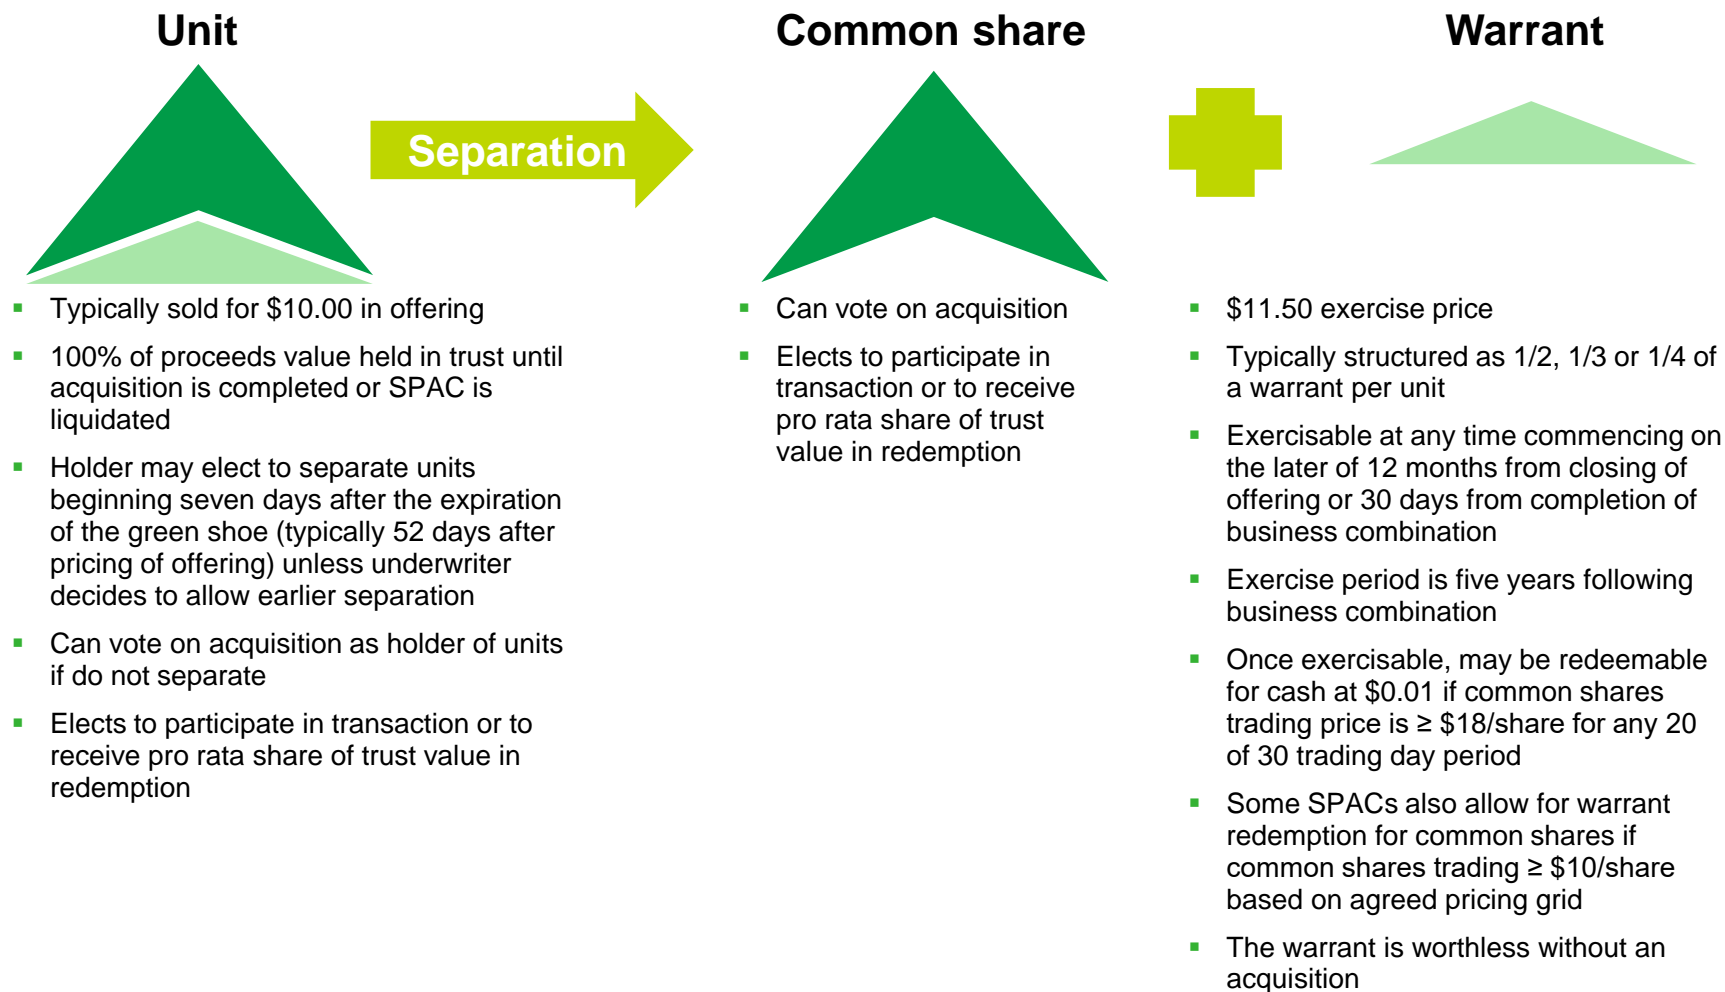 Unit
Separation
Common share
Warrant
▪ Typically sold for $10.00 in offering
▪ 100% of proceeds value held in trust until
acquisition is completed or SPAC is
liquidated
▪ Holder may elect to separate units
beginning seven days after the expiration
of the green shoe (typically 52 days after
pricing of offering) unless underwriter
decides to allow earlier separation
▪ Can vote on acquisition as holder of units
if do not separate
▪ Elects to participate in transaction or to
receive pro rata share of trust value in
redemption
▪ Can vote on acquisition
▪ Elects to participate in
transaction or to receive
pro rata share of trust
value in redemption
▪ $11.50 exercise price
▪ Typically structured as 1/2, 1/3 or 1/4 of
a warrant per unit
▪ Exercisable at any time commencing on
the later of 12 months from closing of
offering or 30 days from completion of
business combination
▪ Exercise period is five years following
business combination
▪ Once exercisable, may be redeemable
for cash at $0.01 if common shares
trading price is ≥ $18/share for any 20
of 30 trading day period
▪ Some SPACs also allow for warrant
redemption for common shares if
common shares trading ≥ $10/share
based on agreed pricing grid
▪ The warrant is worthless without an
acquisition